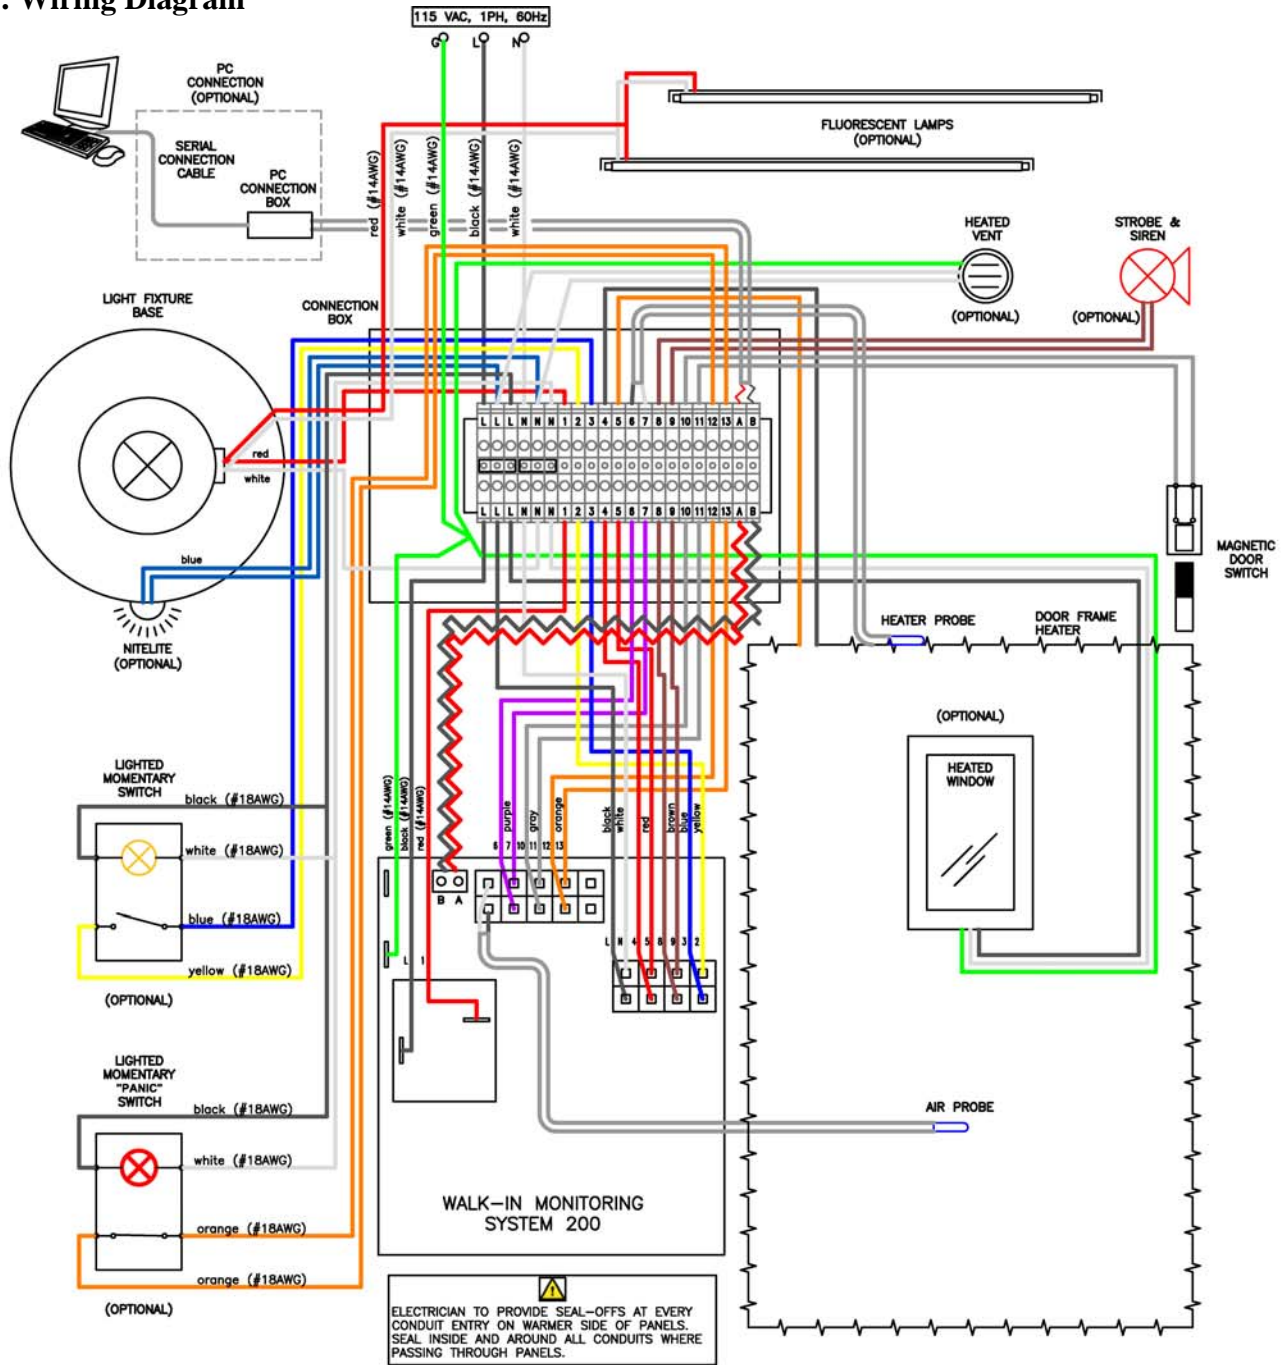 . Wiring Diagram
115 VAC, 1PH, 60Hz
G
L
N
PC
CONNECTION
(OPTIONAL)
SERIAL
CONNECTION
CABLE
PC
CONNECTION
BOX
red (#14AWG)
white (#14AWG)
green (#14AWG)
black (#14AWG)
white (#14AWG)
FLUORESCENT LAMPS
(OPTIONAL)
HEATED
VENT
(OPTIONAL)
STROBE &
SIREN
(OPTIONAL)
LIGHT FIXTURE
BASE
CONNECTION
BOX
L L L N N N 1 2 3 4 5 6 7 8 9 10 11 12 13 A B
red
white
L L L N N N 1 2 3 4 5 6 7 8 9 10 11 12 13 A B
blue
NITELITE
(OPTIONAL)
MAGNETIC
DOOR
SWITCH
HEATER PROBE
DOOR FRAME
HEATER
(OPTIONAL)
HEATED
WINDOW
LIGHTED
MOMENTARY
SWITCH
black (#18AWG)
white (#18AWG)
blue (#18AWG)
yellow (#18AWG)
(OPTIONAL)
green (#14AWG)
black (#14AWG)
red (#14AWG)
purple
gray
orange
black
white
red
brown
blue
yellow
6 7 10 11 12 13
B A
L N 4 5 8 9 3 2
L 1
LIGHTED
MOMENTARY
"PANIC"
SWITCH
black (#18AWG)
white (#18AWG)
orange (#18AWG)
orange (#18AWG)
(OPTIONAL)
AIR PROBE
WALK-IN MONITORING
SYSTEM 200
ELECTRICIAN TO PROVIDE SEAL-OFFS AT EVERY
CONDUIT ENTRY ON WARMER SIDE OF PANELS.
SEAL INSIDE AND AROUND ALL CONDUITS WHERE
PASSING THROUGH PANELS.